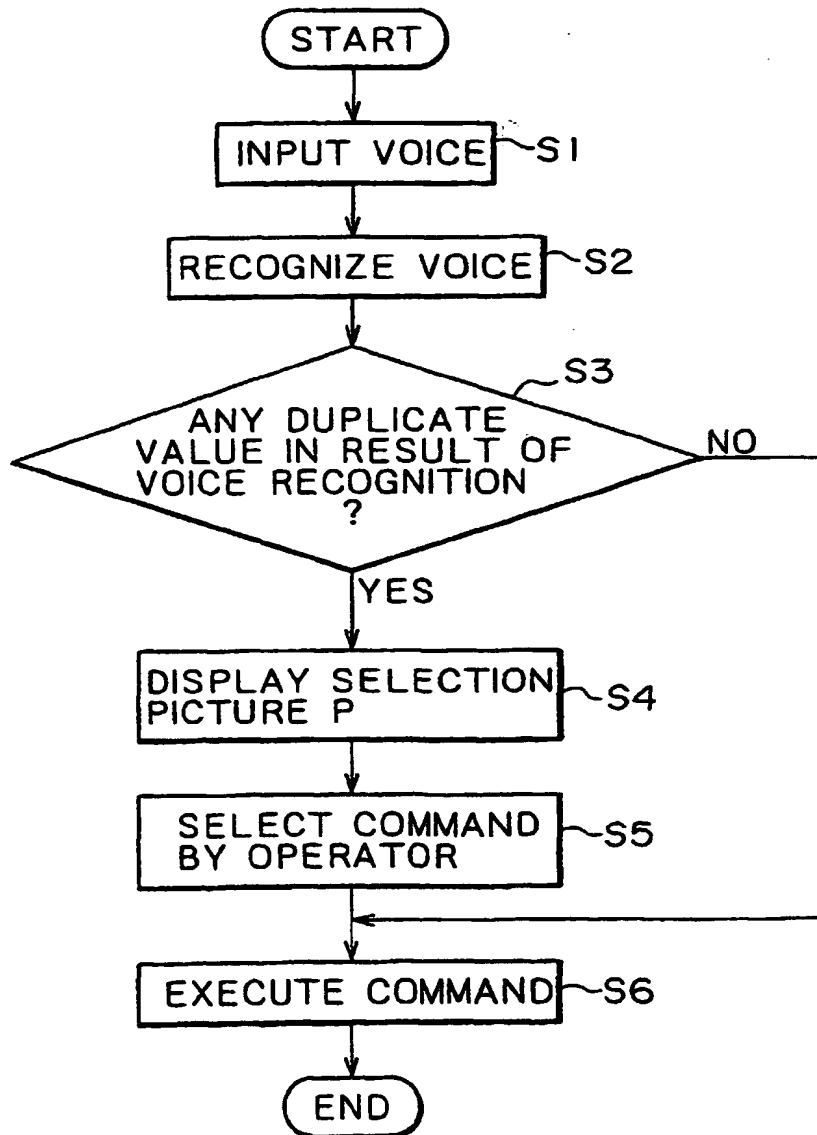 START
INPUT VOICE
S1
RECOGNIZE VOICE
S2
S3
ANY DUPLICATE
VALUE IN RESULT OF
VOICE RECOGNITION
?
NO
YES
DISPLAY SELECTION
PICTURE P
S4
SELECT COMMAND
BY OPERATOR
S5
EXECUTE COMMAND
S6
END